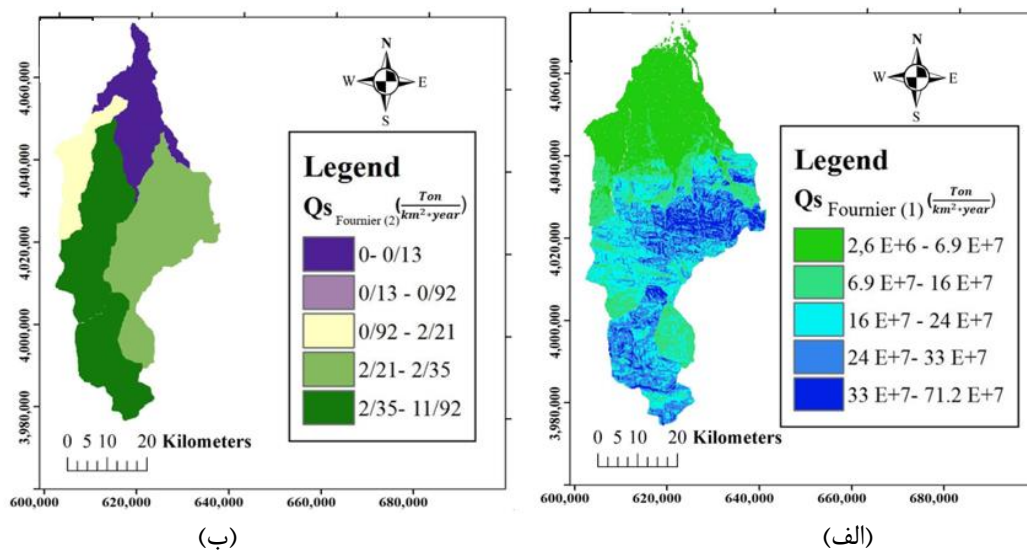 N
W E
S
4,060,000
4,040,000
4,020,000
4,000,000
3,980,000
Legend
Qs Fournier (2) (Ton/km²*year)
0- 0/13
0/13 - 0/92
0/92 - 2/21
2/21- 2/35
2/35- 11/92
0 5 10 20 Kilometers
600,000 620,000 640,000 660,000 680,000
(ب)
N
W E
S
4,060,000
4,040,000
4,020,000
4,000,000
3,980,000
Legend
Qs Fournier (1) (Ton/km²*year)
2,6 E+6 - 6.9 E+7
6.9 E+7- 16 E+7
16 E+7 - 24 E+7
24 E+7- 33 E+7
33 E+7- 71.2 E+7
0 5 10 20 Kilometers
600,000 620,000 640,000 660,000 680,000
(الف)